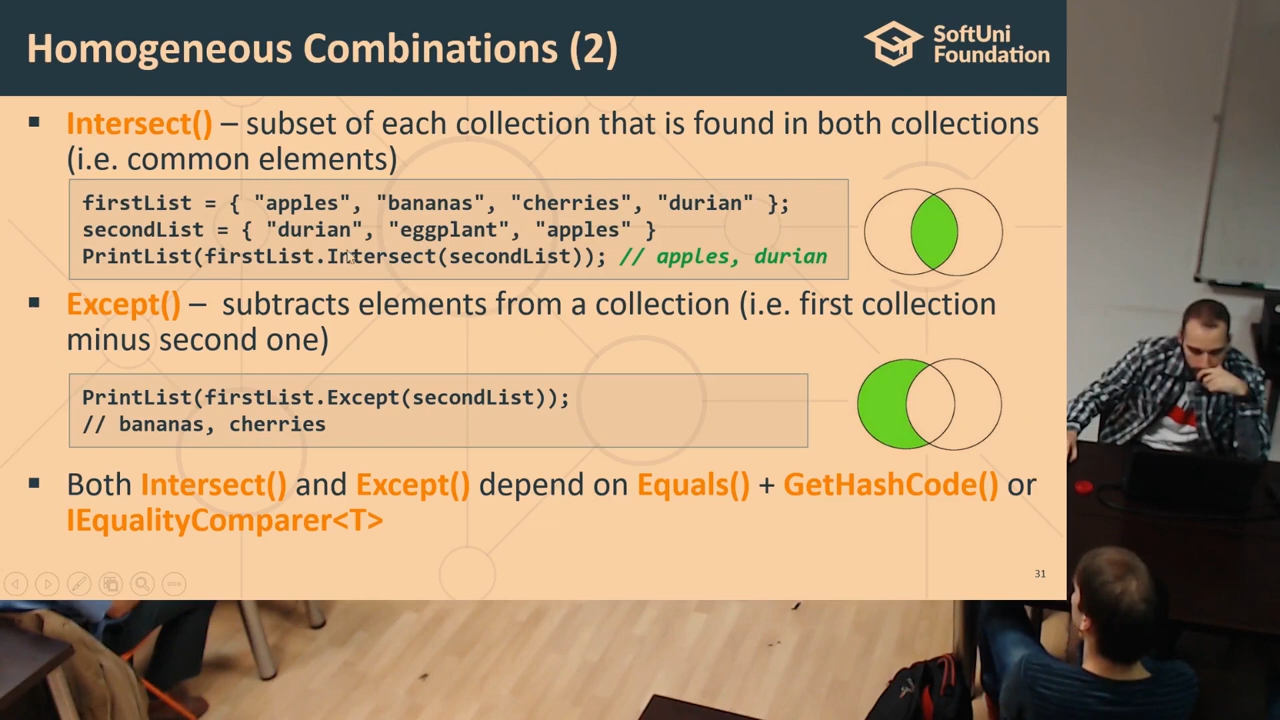 Homogeneous Combinations (2)
SoftUni
Foundation
Intersect() – subset of each collection that is found in both collections
(i.e. common elements)
firstList = { "apples", "bananas", "cherries", "durian" };
secondList = { "durian", "eggplant", "apples" }
PrintList(firstList.Intersect(secondList)); // apples, durian
Except() – subtracts elements from a collection (i.e. first collection
minus second one)
PrintList(firstList.Except(secondList));
// bananas, cherries
Both Intersect() and Except() depend on Equals() + GetHashCode() or
IEqualityComparer<T>
31